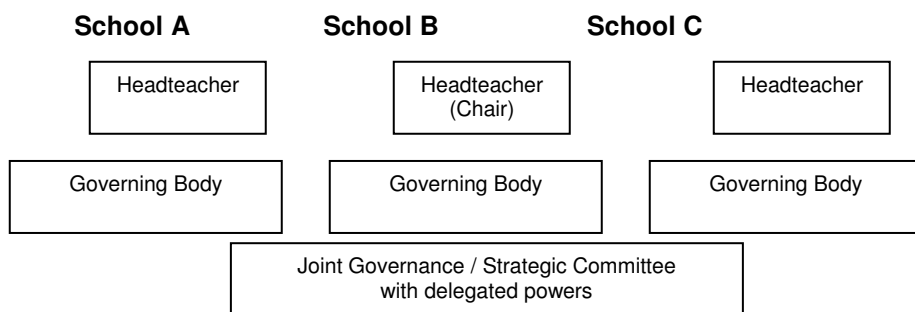 School A School B School C
Headteacher Headteacher Headteacher
(Chair)
Governing Body Governing Body Governing Body
Joint Governance / Strategic Committee
with delegated powers